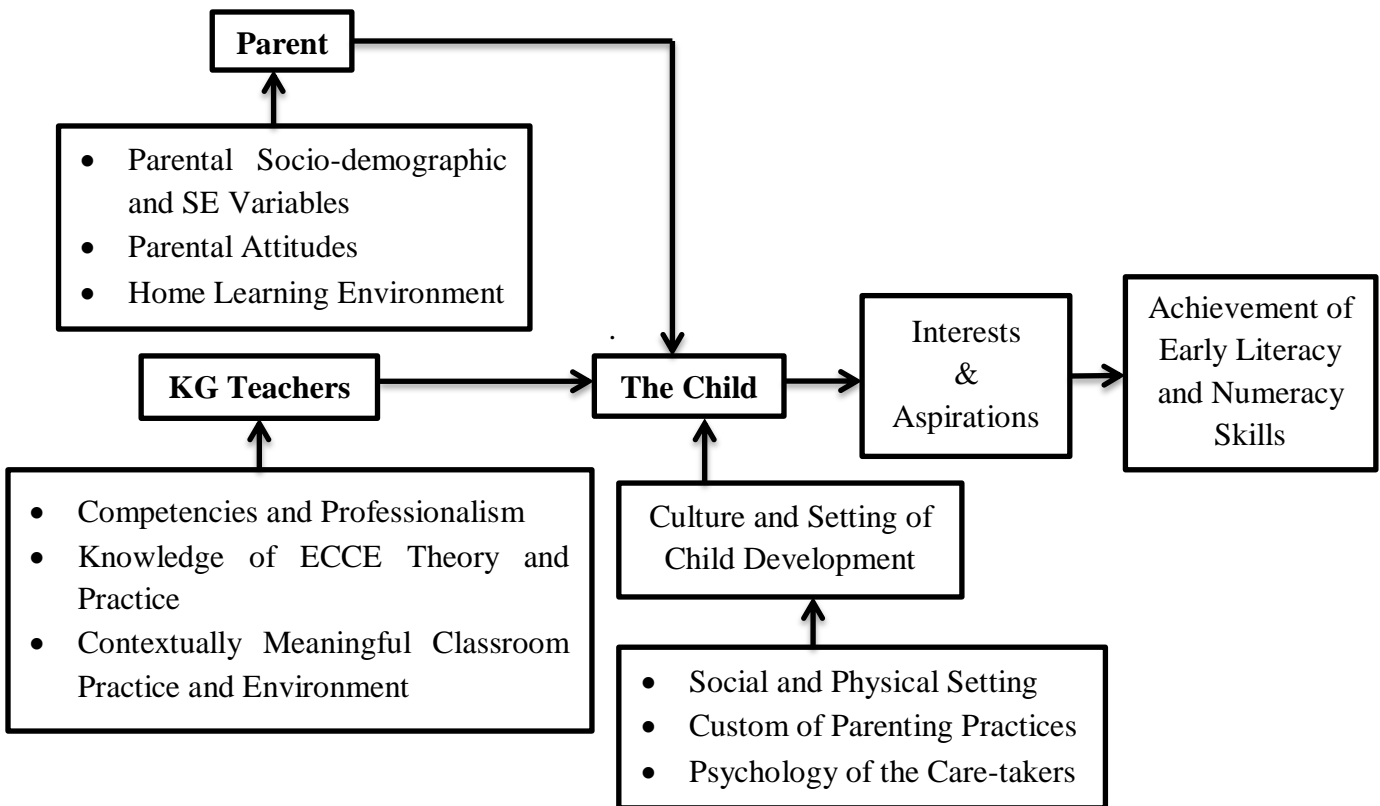 Parent
• Parental Socio-demographic
and SE Variables
• Parental Attitudes
• Home Learning Environment
.
KG Teachers
The Child
Interests
&
Aspirations
Achievement of
Early Literacy
and Numeracy
Skills
• Competencies and Professionalism
• Knowledge of ECCE Theory and
Practice
• Contextually Meaningful Classroom
Practice and Environment
Culture and Setting of
Child Development
• Social and Physical Setting
• Custom of Parenting Practices
• Psychology of the Care-takers